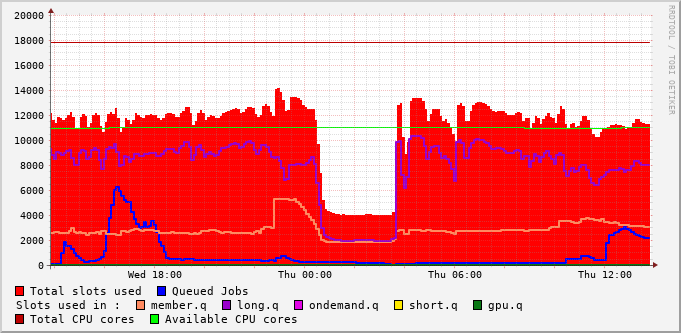 RRDTOOL / TOBI OETIKER
20000
18000
16000
14000
12000
10000
8000
6000
4000
2000
0
Wed 18:00 Thu 00:00 Thu 06:00 Thu 12:00
Total slots used Queued Jobs
Slots used in : member.q long.q ondemand.q short.q gpu.q
Total CPU cores Available CPU cores